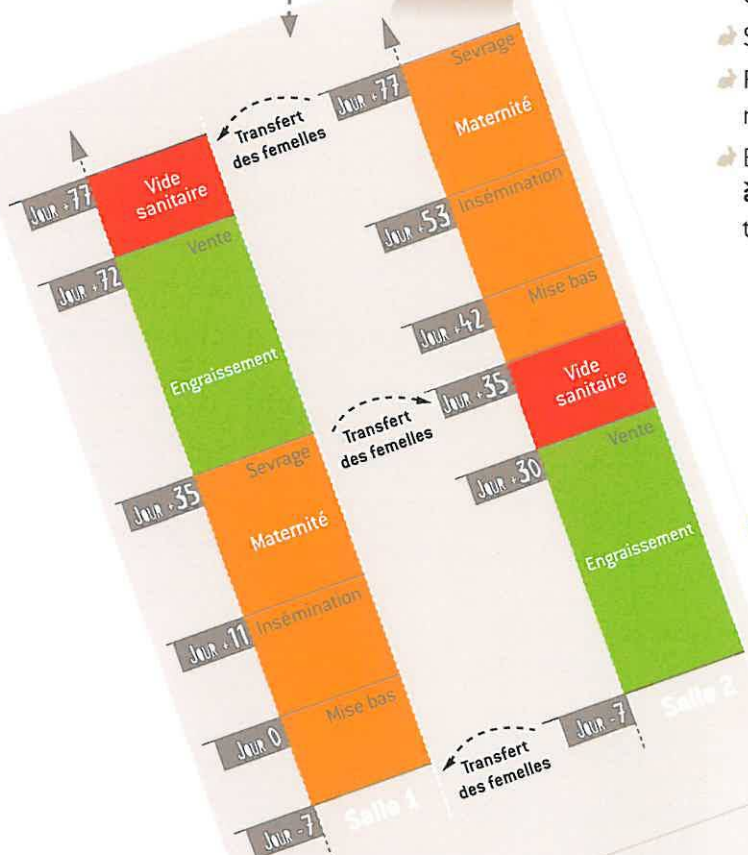 Jour +77
Sevrage
Maternité
Jour +53
Insémination
Jour +42
Mise bas
Jour +35
Vide
sanitaire
Jour +30
Vente
Engraissement
Jour -7
Salle 2
Transfert
des femelles
Transfert
des femelles
Transfert
des femelles
Jour +77
Vide
sanitaire
Jour +72
Vente
Engraissement
Jour +35
Sevrage
Maternité
Jour +11
Insémination
Jour 0
Mise bas
Jour -7
Salle 1